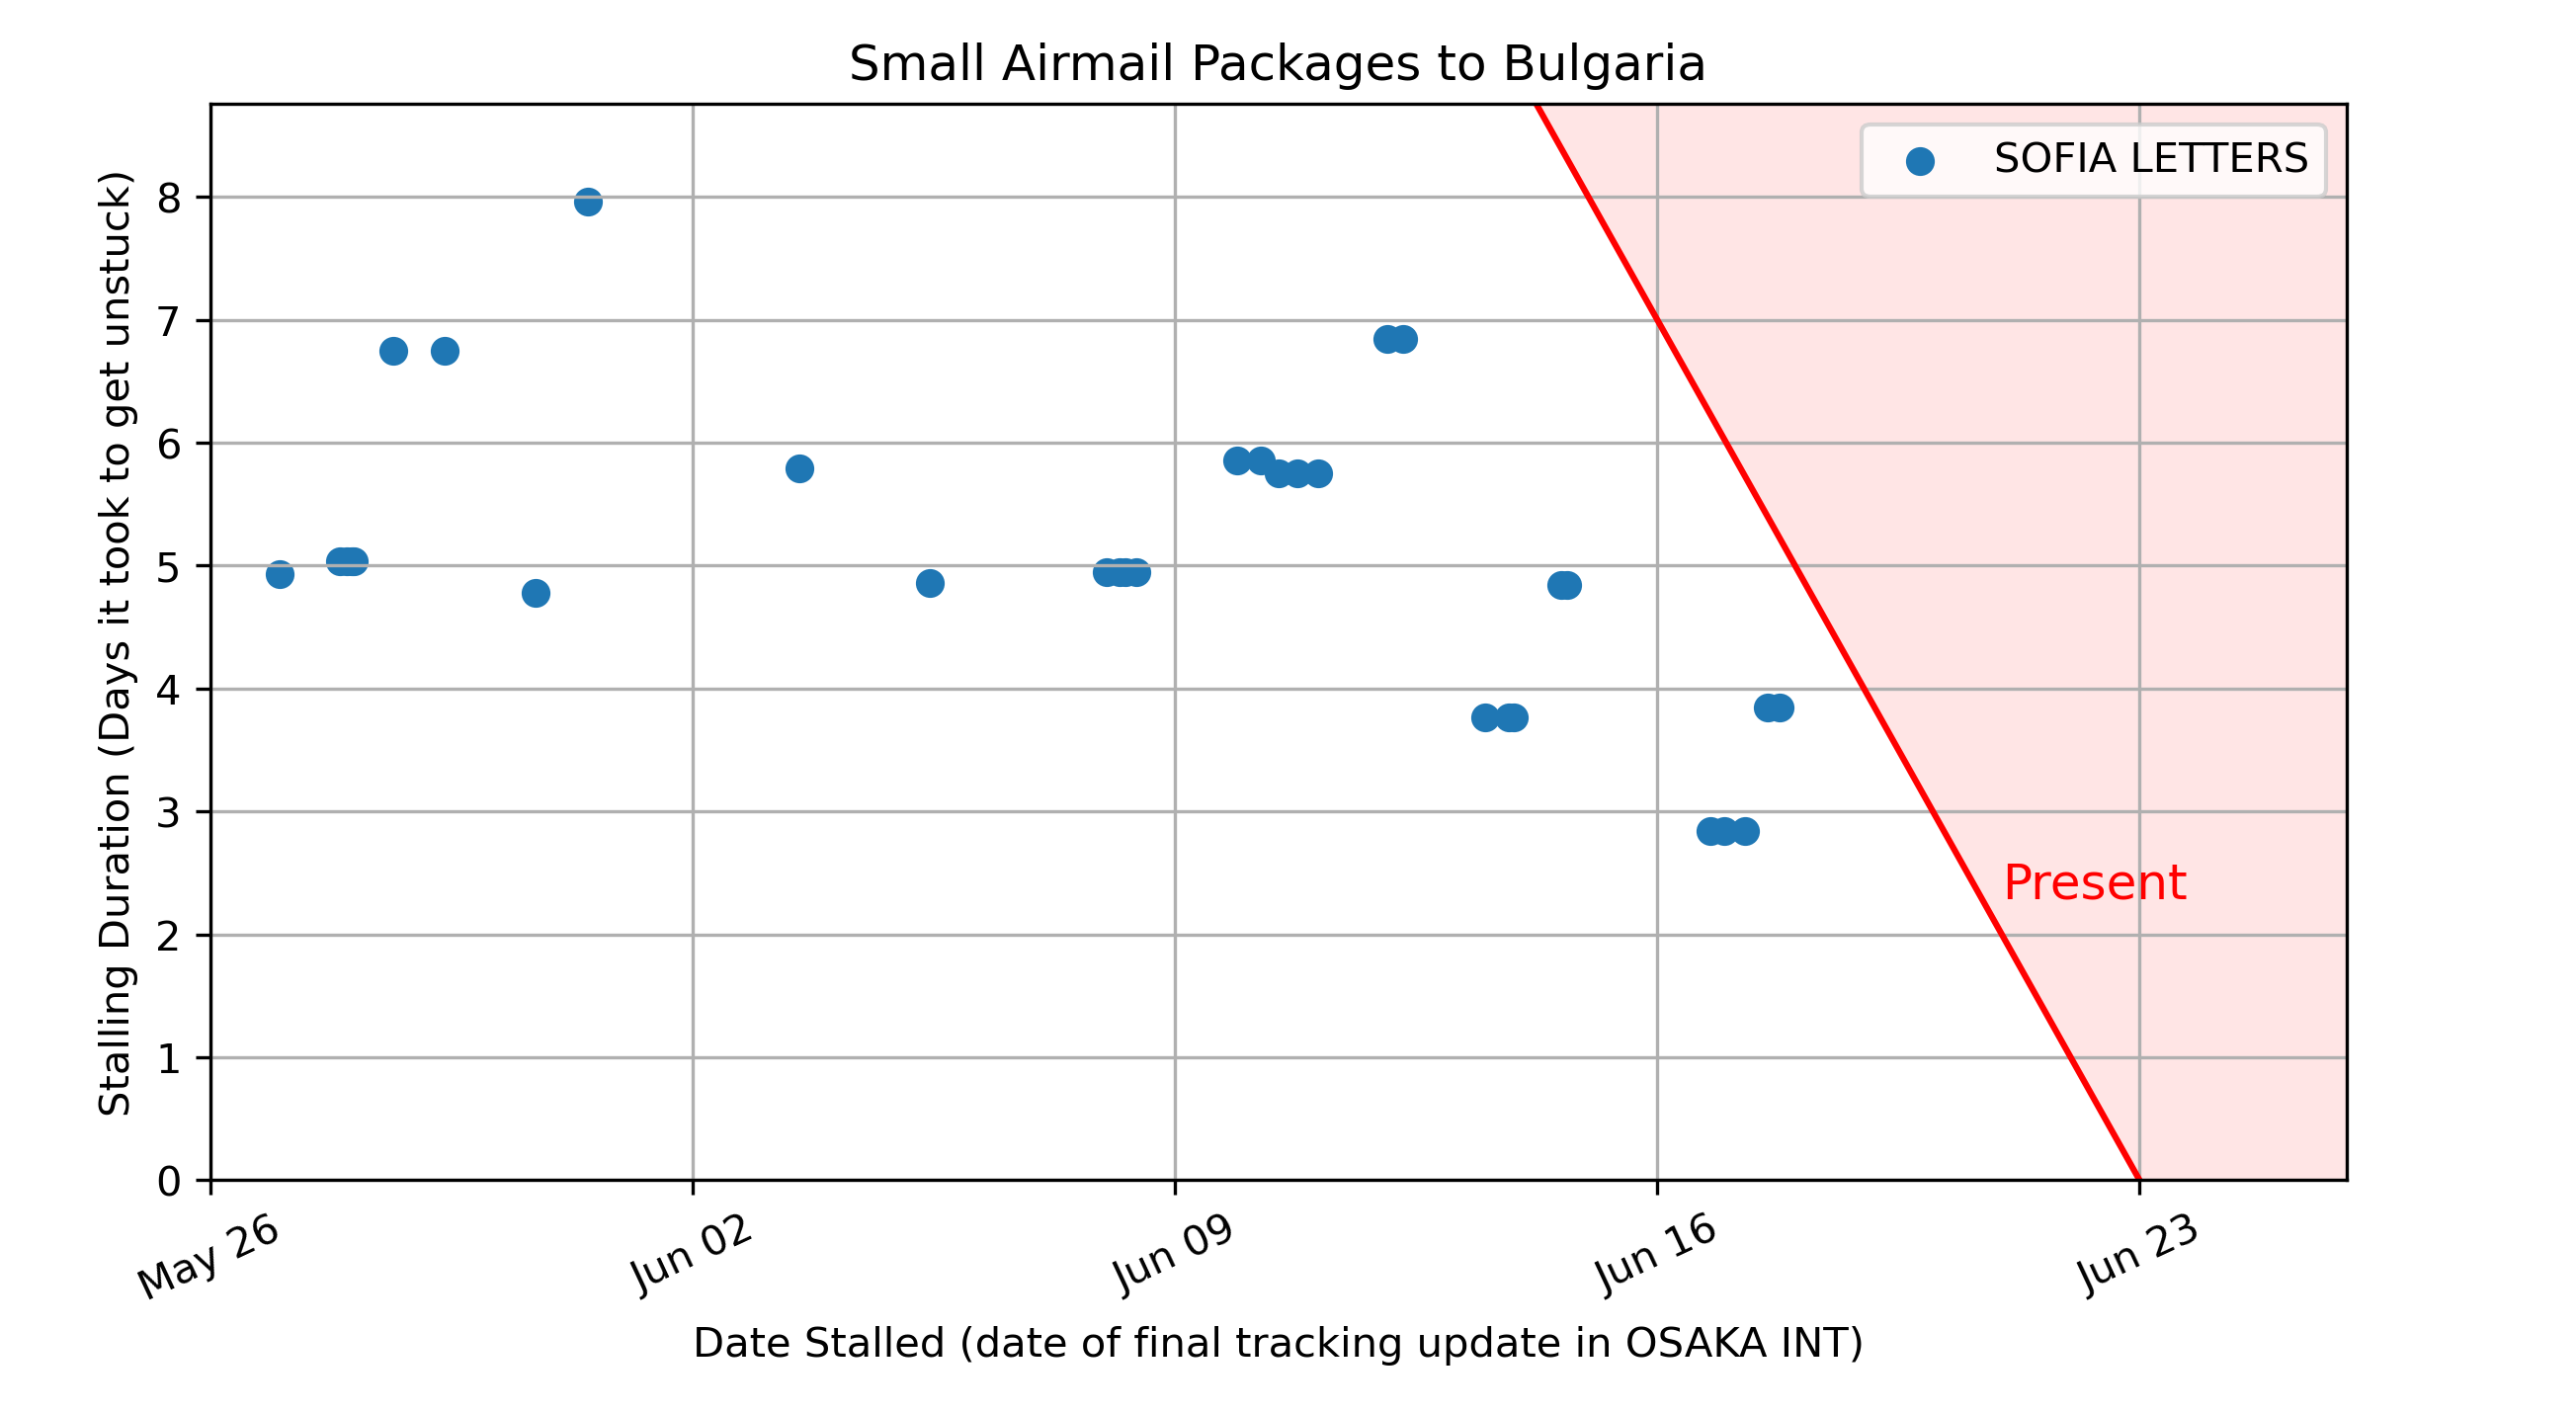 Small Airmail Packages to Bulgaria
SOFIA LETTERS
Stalling Duration (Days it took to get unstuck)
8
7
6
5
4
3
2
1
0
Present
May 26
Jun 02
Jun 09
Jun 16
Jun 23
Date Stalled (date of final tracking update in OSAKA INT)